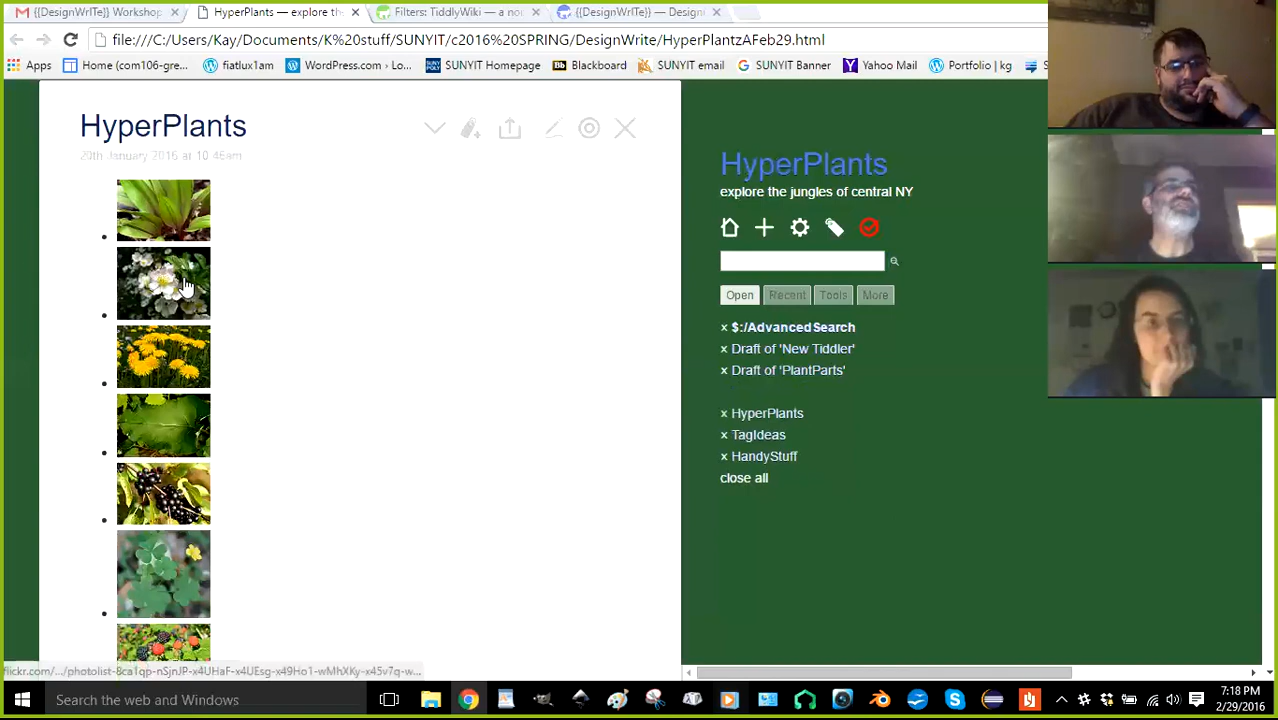 {{DesignWrITe}} Workshop
HyperPlants — explore the
Filters: TiddlyWiki — a no
{{DesignWrITe}} — Design
file:///C:/Users/Kay/Documents/K%20stuff/SUNYIT/c2016%20SPRING/DesignWrite/HyperPlantzAFeb29.html
Apps
Home (com106-gre...
fiatlux1am
WordPress.com › Lo...
SUNYIT Homepage
Bb Blackboard
SUNYIT email
SUNYIT Banner
Yahoo Mail
Portfolio | kg
HyperPlants
20th January 2016 at 10:46am
HyperPlants
explore the jungles of central NY
Open
Recent
Tools
More
x $:/AdvancedSearch
x Draft of 'New Tiddler'
x Draft of 'PlantParts'
x HyperPlants
x TagIdeas
x HandyStuff
close all
Search the web and Windows
7:18 PM
2/29/2016